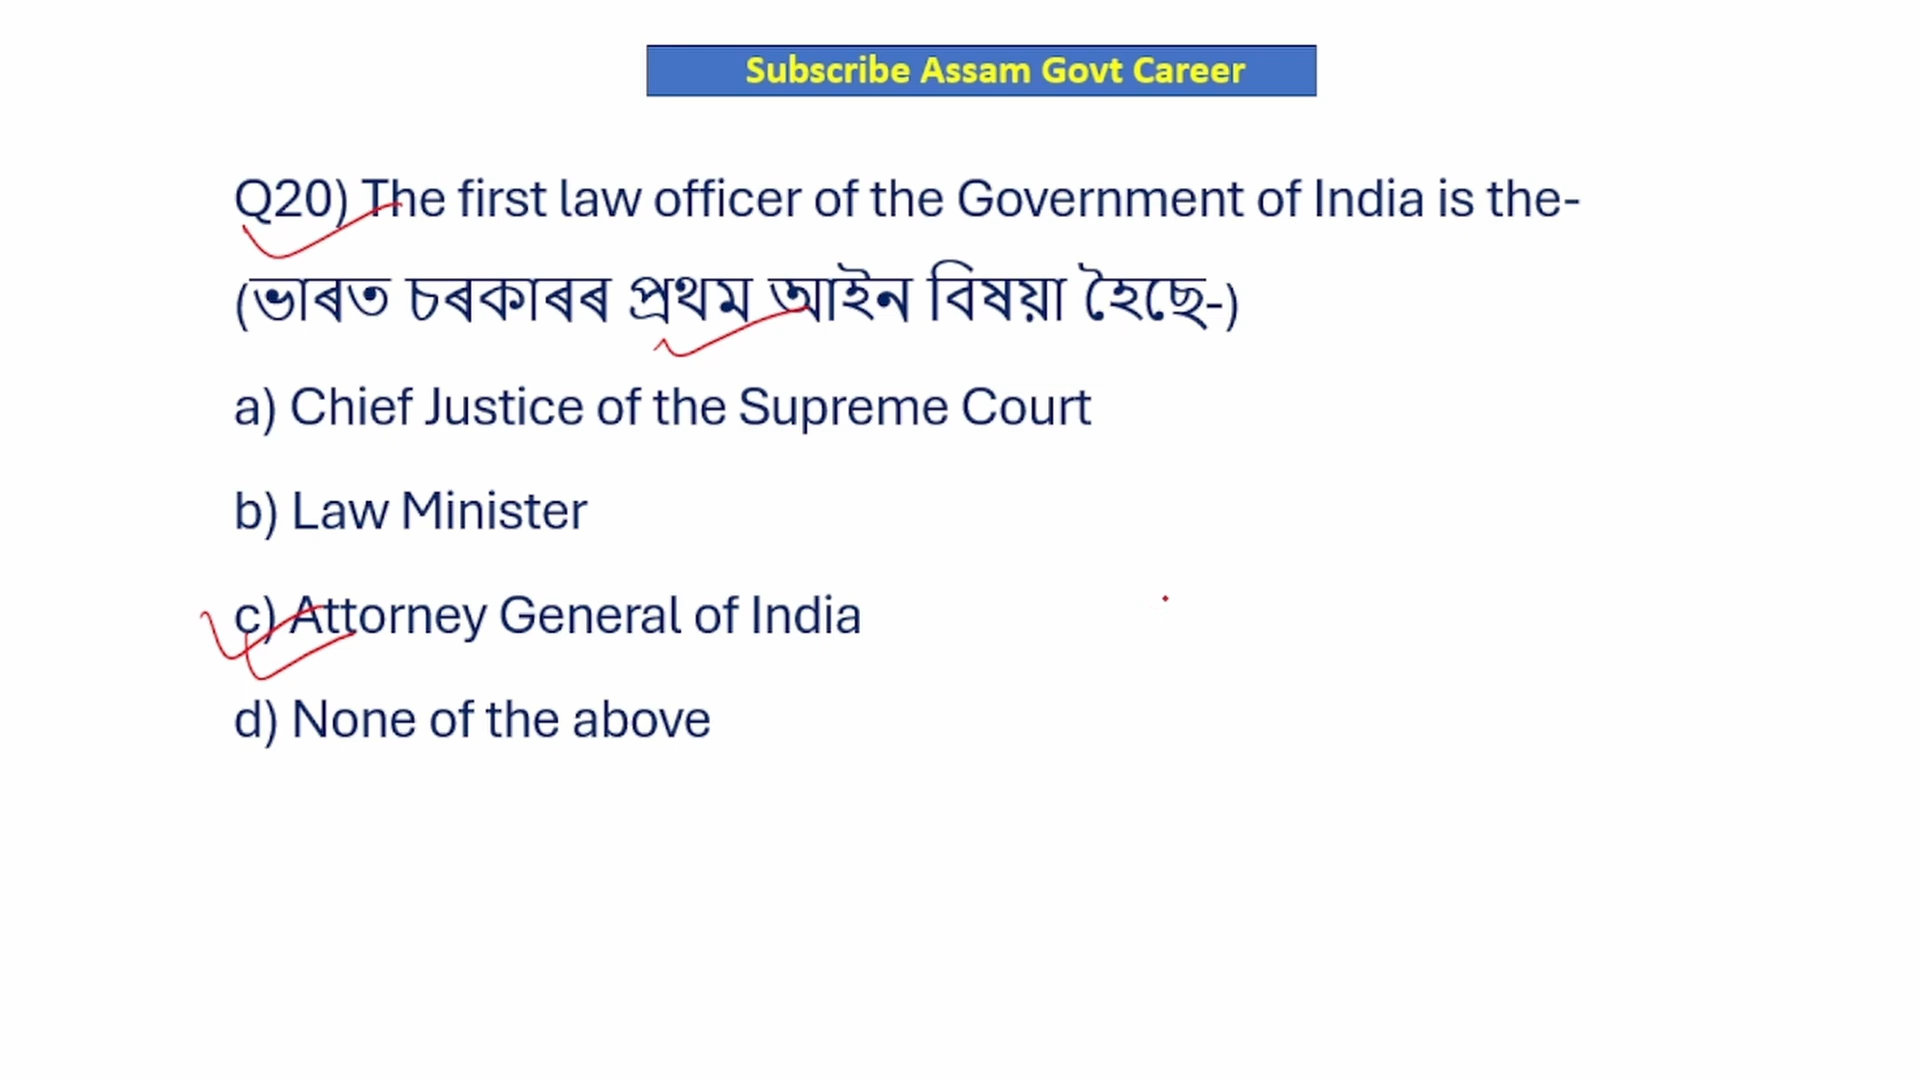 Subscribe Assam Govt Career
Q20) The first law officer of the Government of India is the-
(ভাৰত চৰকাৰৰ প্ৰথম আইন বিষয়া হৈছে-)
a) Chief Justice of the Supreme Court
b) Law Minister
c) Attorney General of India
d) None of the above